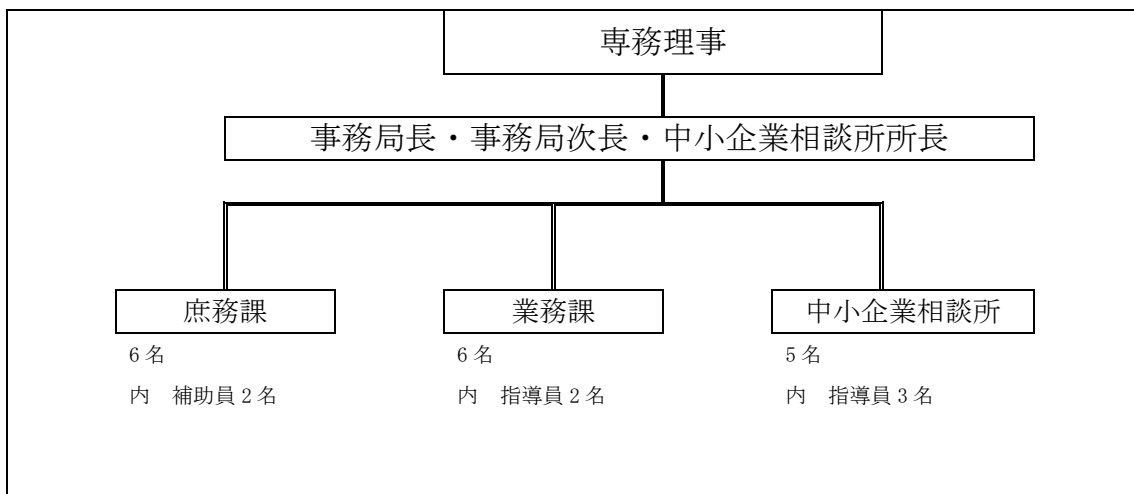 専務理事
事務局長・事務局次長・中小企業相談所所長
庶務課
業務課
中小企業相談所
6名
6名
5名
内　補助員2名
内　指導員2名
内　指導員3名